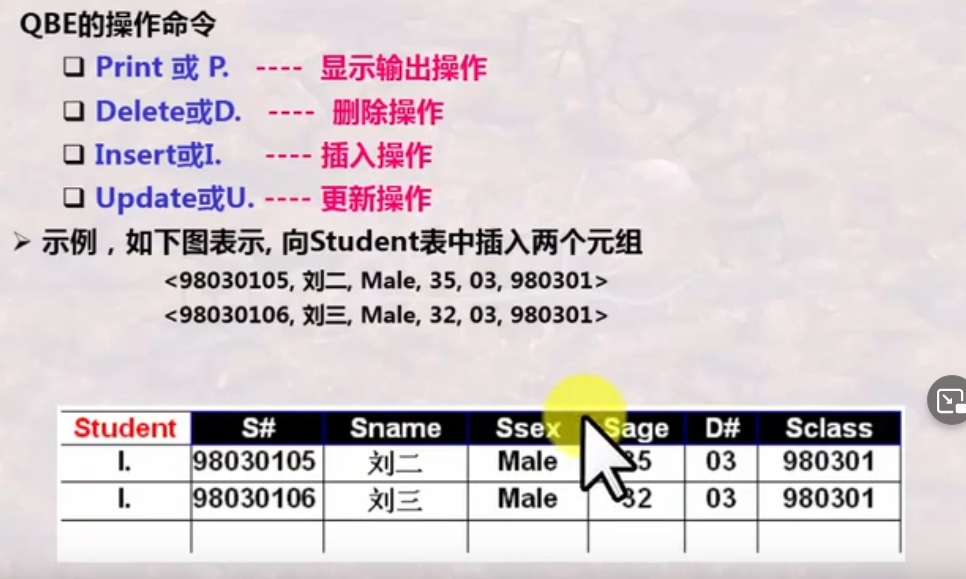 QBE的操作命令
❑ Print 或 P. ---- 显示输出操作
❑ Delete或D. ---- 删除操作
❑ Insert或I. ---- 插入操作
❑ Update或U. ---- 更新操作
➢ 示例，如下图表示, 向Student表中插入两个元组
<98030105, 刘二, Male, 35, 03, 980301>
<98030106, 刘三, Male, 32, 03, 980301>
Student S# Sname Ssex Sage D# Sclass
I. 98030105 刘二 Male 35 03 980301
I. 98030106 刘三 Male 32 03 980301